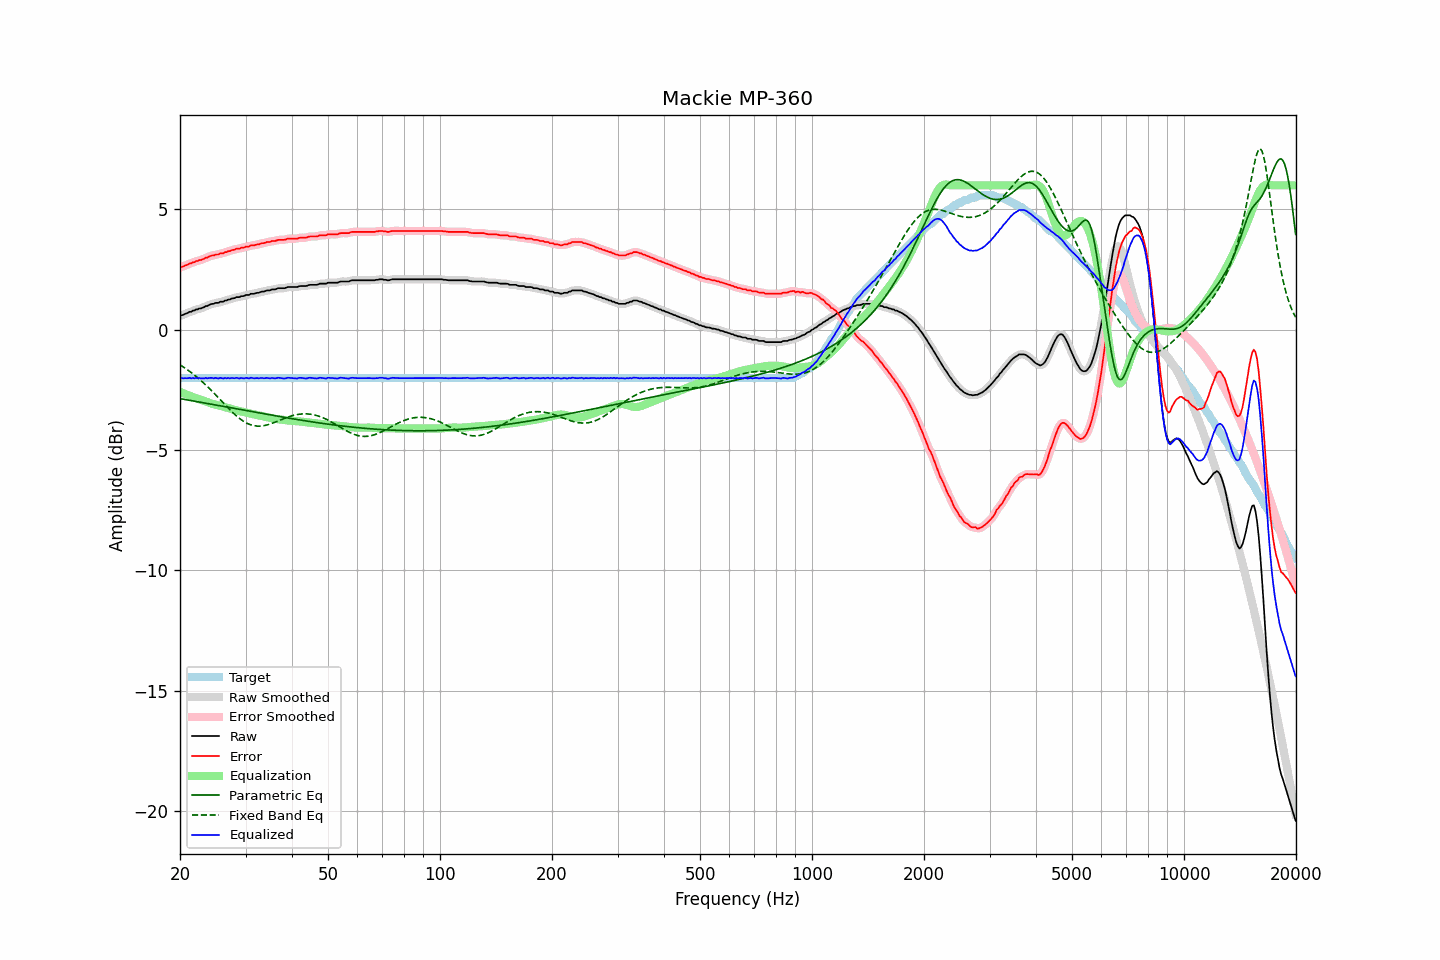 Mackie MP-360
Amplitude (dBr)
5
0
−5
−10
−15
−20
Target
Raw Smoothed
Error Smoothed
Raw
Error
Equalization
Parametric Eq
Fixed Band Eq
Equalized
20 50 100 200 500 1000 2000 5000 10000 20000
Frequency (Hz)